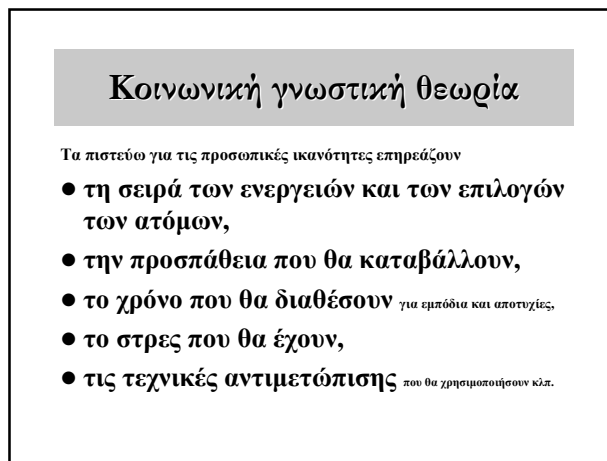 Κοινωνική γνωστική θεωρία
Τα πιστεύω για τις προσωπικές ικανότητες επηρεάζουν
● τη σειρά των ενεργειών και των επιλογών
των ατόμων,
● την προσπάθεια που θα καταβάλλουν,
● το χρόνο που θα διαθέσουν για εμπόδια και αποτυχίες,
● το στρες που θα έχουν,
● τις τεχνικές αντιμετώπισης που θα χρησιμοποιήσουν κλπ.